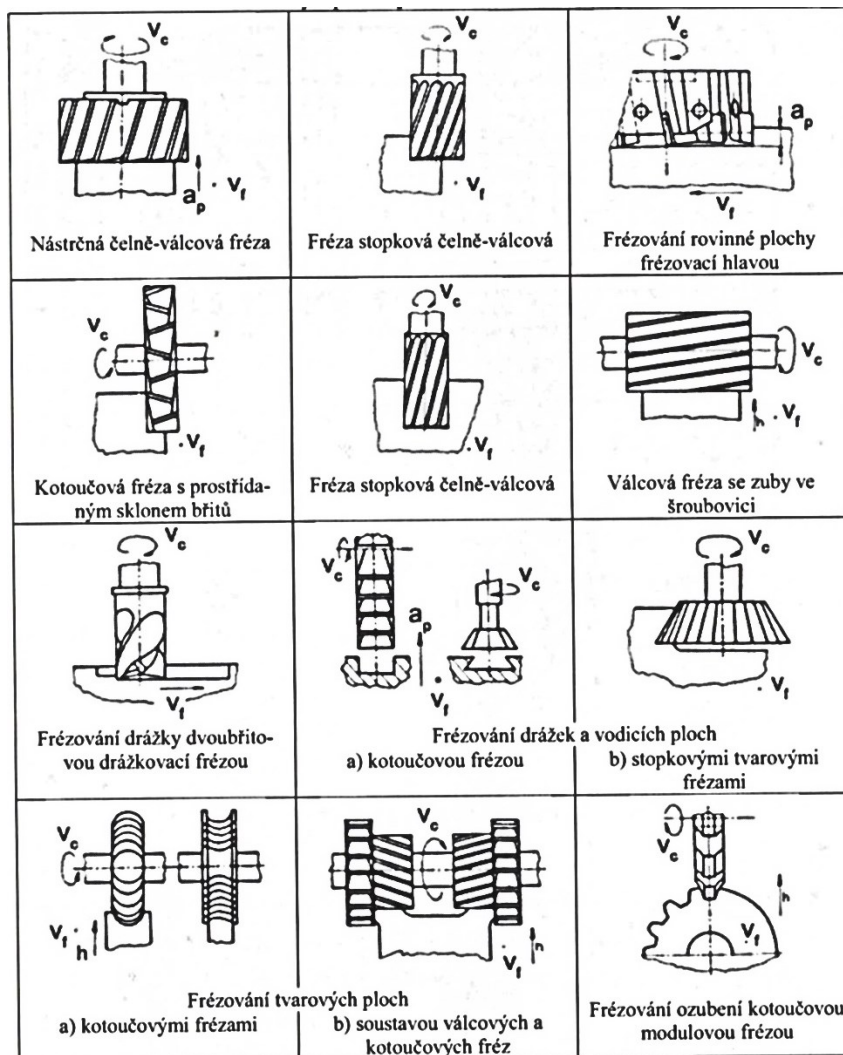 Vc
Vc
Vc
ap
Vf
Vf
ap
Vf
Nástrčná čelně-válcová fréza
Fréza stopková čelně-válcová
Frézování rovinné plochy
frézovací hlavou
Vc
Vc
Vc
Vf
Vf
h
Vf
Kotoučová fréza s prostřída-
ným sklonem břitů
Fréza stopková čelně-válcová
Válcová fréza se zuby ve
šroubovici
Vc
Vc
Vc
Vc
ap
Vf
Vf
Vf
Frézování drážky dvoubřito-
vou drážkovací frézou
Frézování drážek a vodicích ploch
a) kotoučovou frézou
b) stopkovými tvarovými
frézami
Vc
Vc
Vc
Vf
h
Vf
h
h
Vf
Frézování tvarových ploch
a) kotoučovými frézami
b) soustavou válcových a
kotoučových fréz
Frézování ozubení kotoučovou
modulovou frézou